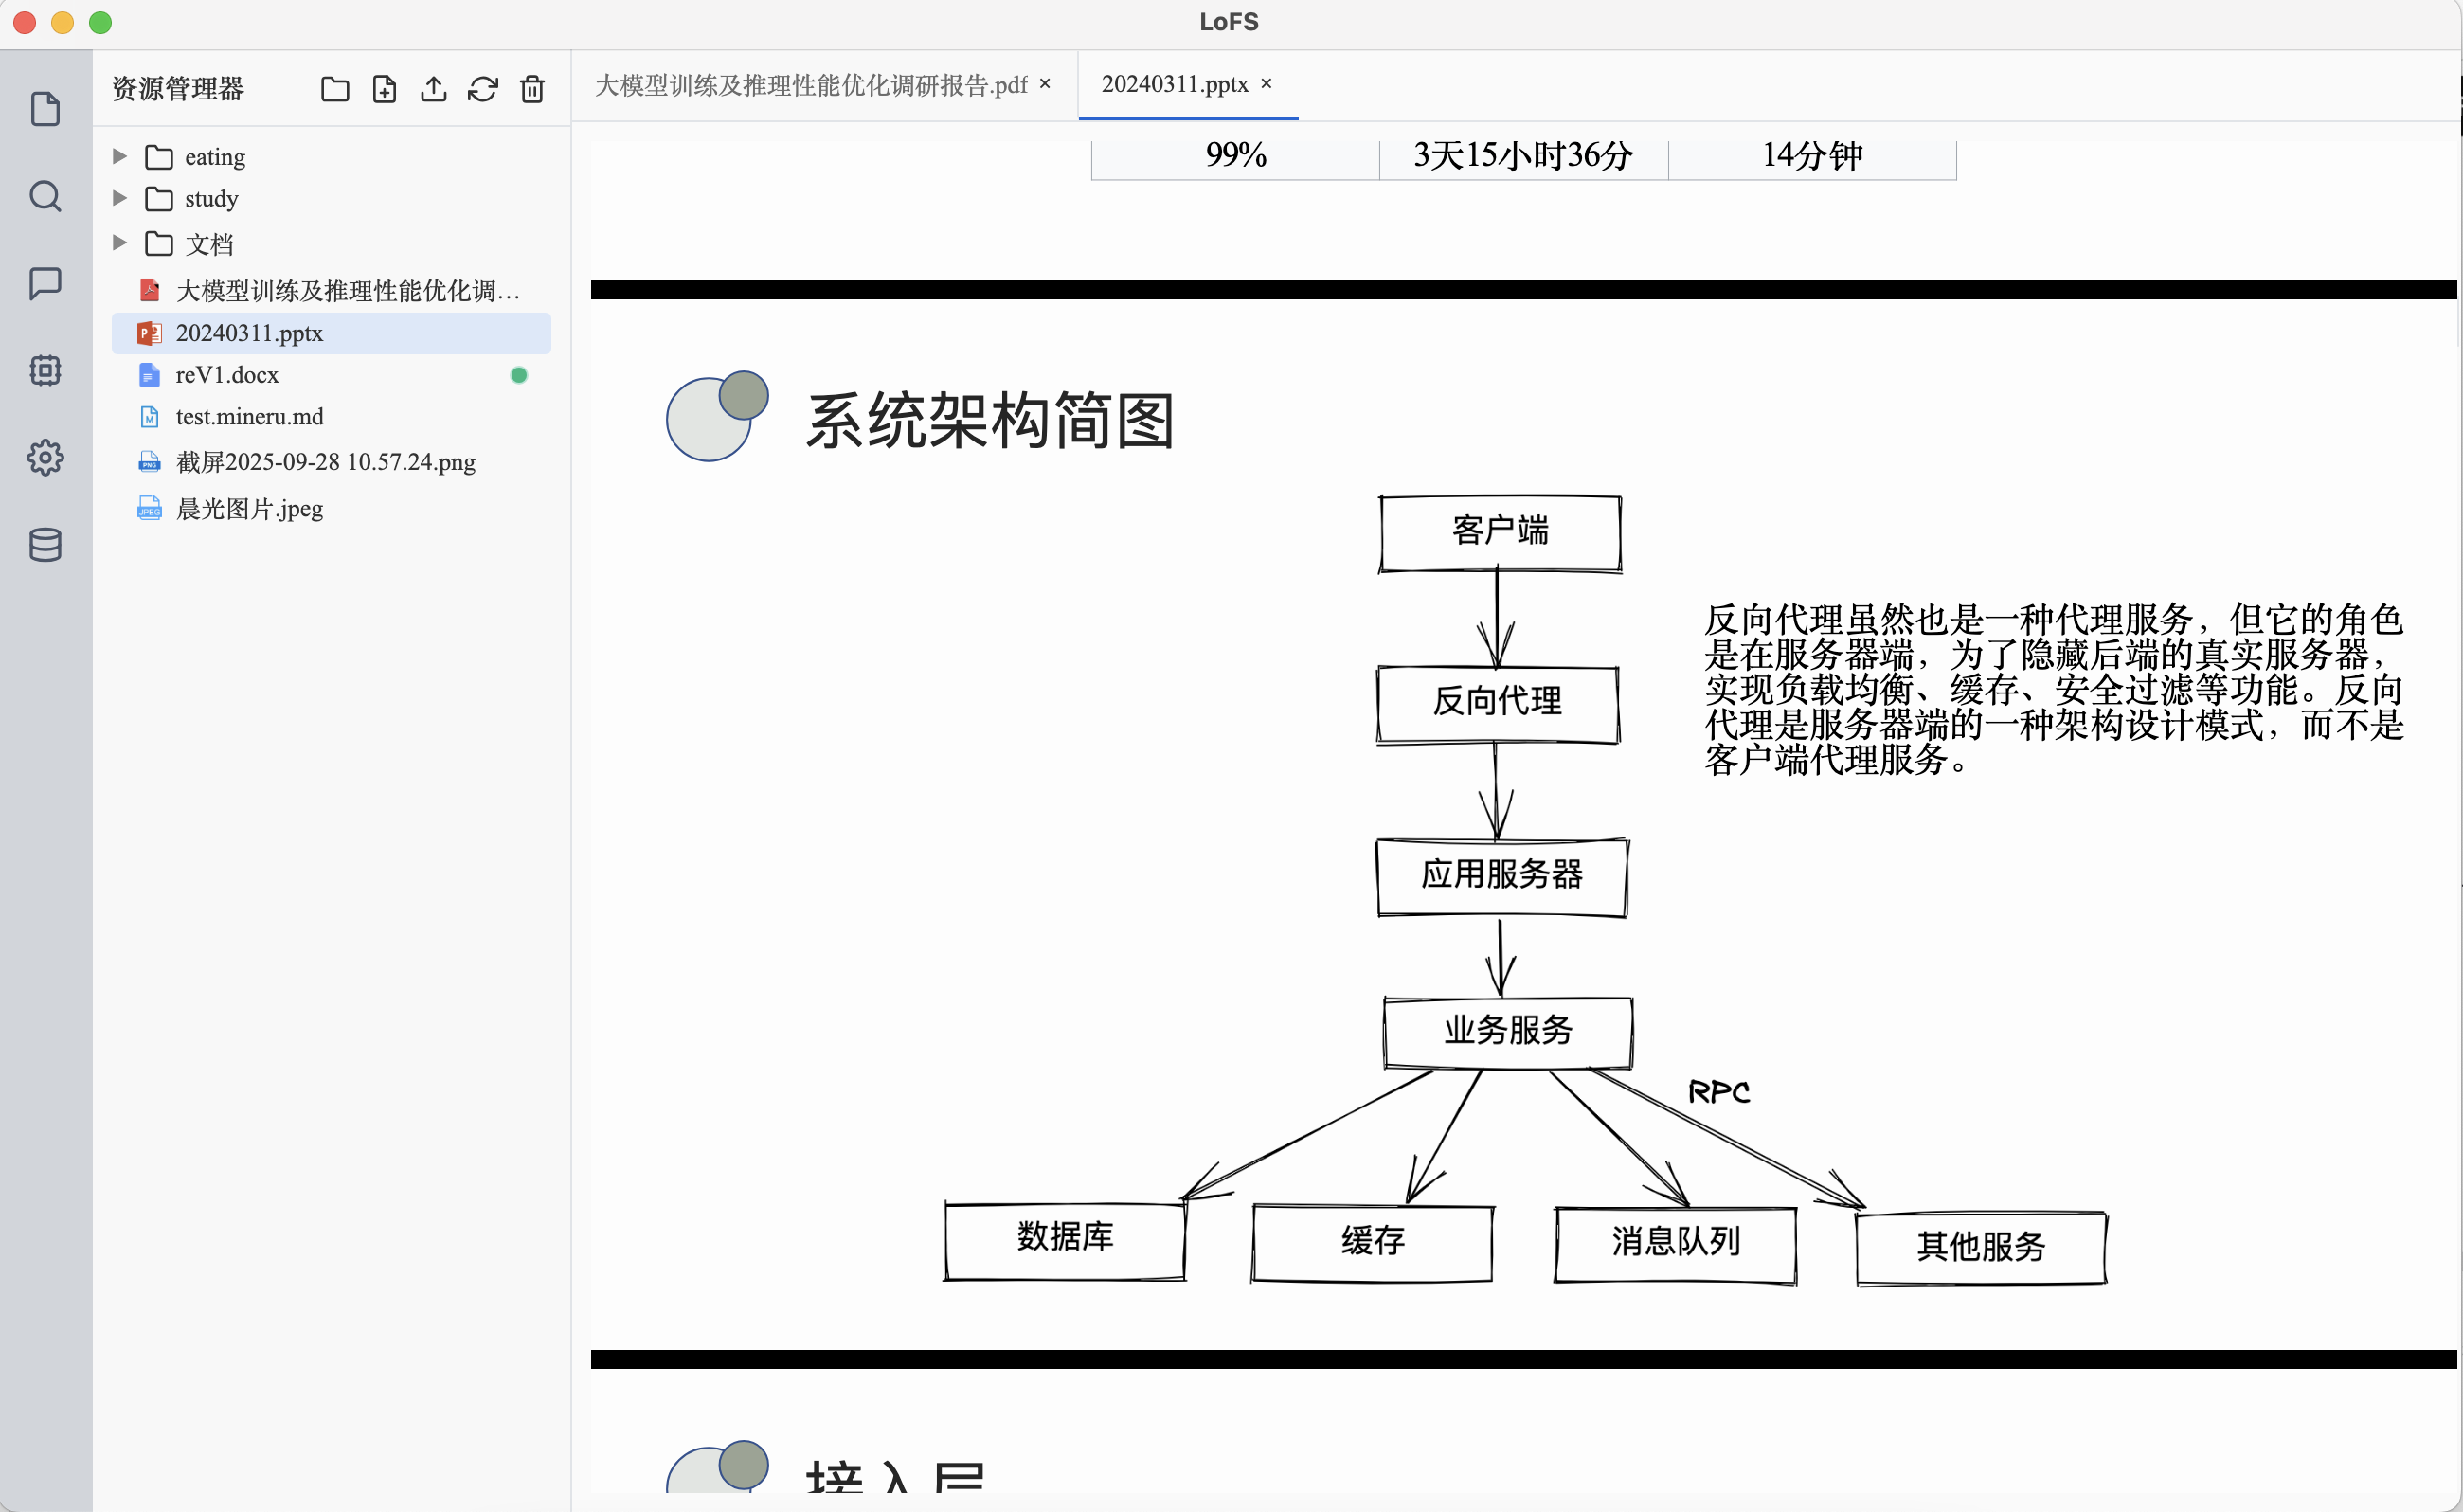 LoFS
资源管理器
大模型训练及推理性能优化调研报告.pdf ×
20240311.pptx ×
eating
study
文档
大模型训练及推理性能优化调...
20240311.pptx
reV1.docx
test.mineru.md
截屏2025-09-28 10.57.24.png
晨光图片.jpeg
99% 3天15小时36分 14分钟
系统架构简图
客户端
反向代理
反向代理虽然也是一种代理服务，但它的角色
是在服务器端，为了隐藏后端的真实服务器，
实现负载均衡、缓存、安全过滤等功能。反向
代理是服务器端的一种架构设计模式，而不是
客户端代理服务。
应用服务器
业务服务
RPC
数据库
缓存
消息队列
其他服务
接入层